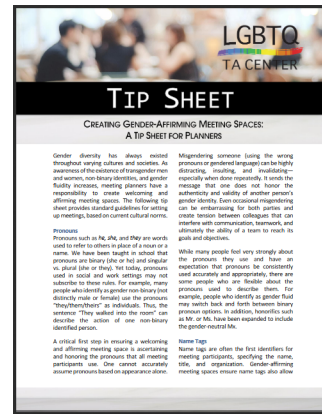 LGBTQ
TA CENTER
TIP SHEET
CREATING GENDER-AFFIRMING MEETING SPACES:
A TIP SHEET FOR PLANNERS
Gender diversity has always existed
throughout varying cultures and societies. As
awareness of the existence of transgender men
and women, non-binary identities, and gender
fluidity increases, meeting planners have a
responsibility to create welcoming and
affirming meeting spaces. The following tip
sheet provides standard guidelines for setting
up meetings, based on current cultural norms.
Pronouns
Pronouns such as he, she, and they are words
used to refer to others in place of a noun or a
name. We have been taught in school that
pronouns are binary (she or he) and singular
vs. plural (she or they). Yet today, pronouns
used in social and work settings may not
subscribe to these rules. For example, many
people who identify as gender non-binary (not
distinctly male or female) use the pronouns
"they/them/theirs" as individuals. Thus, the
sentence "They walked into the room" can
describe the action of one non-binary
identified person.
A critical first step in ensuring a welcoming
and affirming meeting space is ascertaining
and honoring the pronouns that all meeting
participants use. One cannot accurately
assume pronouns based on appearance alone.
Misgendering someone (using the wrong
pronouns or gendered language) can be highly
distracting, insulting, and invalidating—
especially when done repeatedly. It sends the
message that one does not honor the
authenticity and validity of another person's
gender identity. Even occasional misgendering
can be embarrassing for both parties and
create tension between colleagues that can
interfere with communication, teamwork, and
ultimately the ability of a team to reach its
goals and objectives.
While many people feel very strongly about
the pronouns they use and have an
expectation that pronouns be consistently
used accurately and appropriately, there are
some people who are flexible about the
pronouns used to describe them. For
example, people who identify as gender fluid
may switch back and forth between binary
pronoun options. In addition, honorifics such
as Mr. or Ms. have been expanded to include
the gender-neutral Mx.
Name Tags
Name tags are often the first identifiers for
meeting participants, specifying the name,
title, and organization. Gender-affirming
meeting spaces ensure name tags also allow